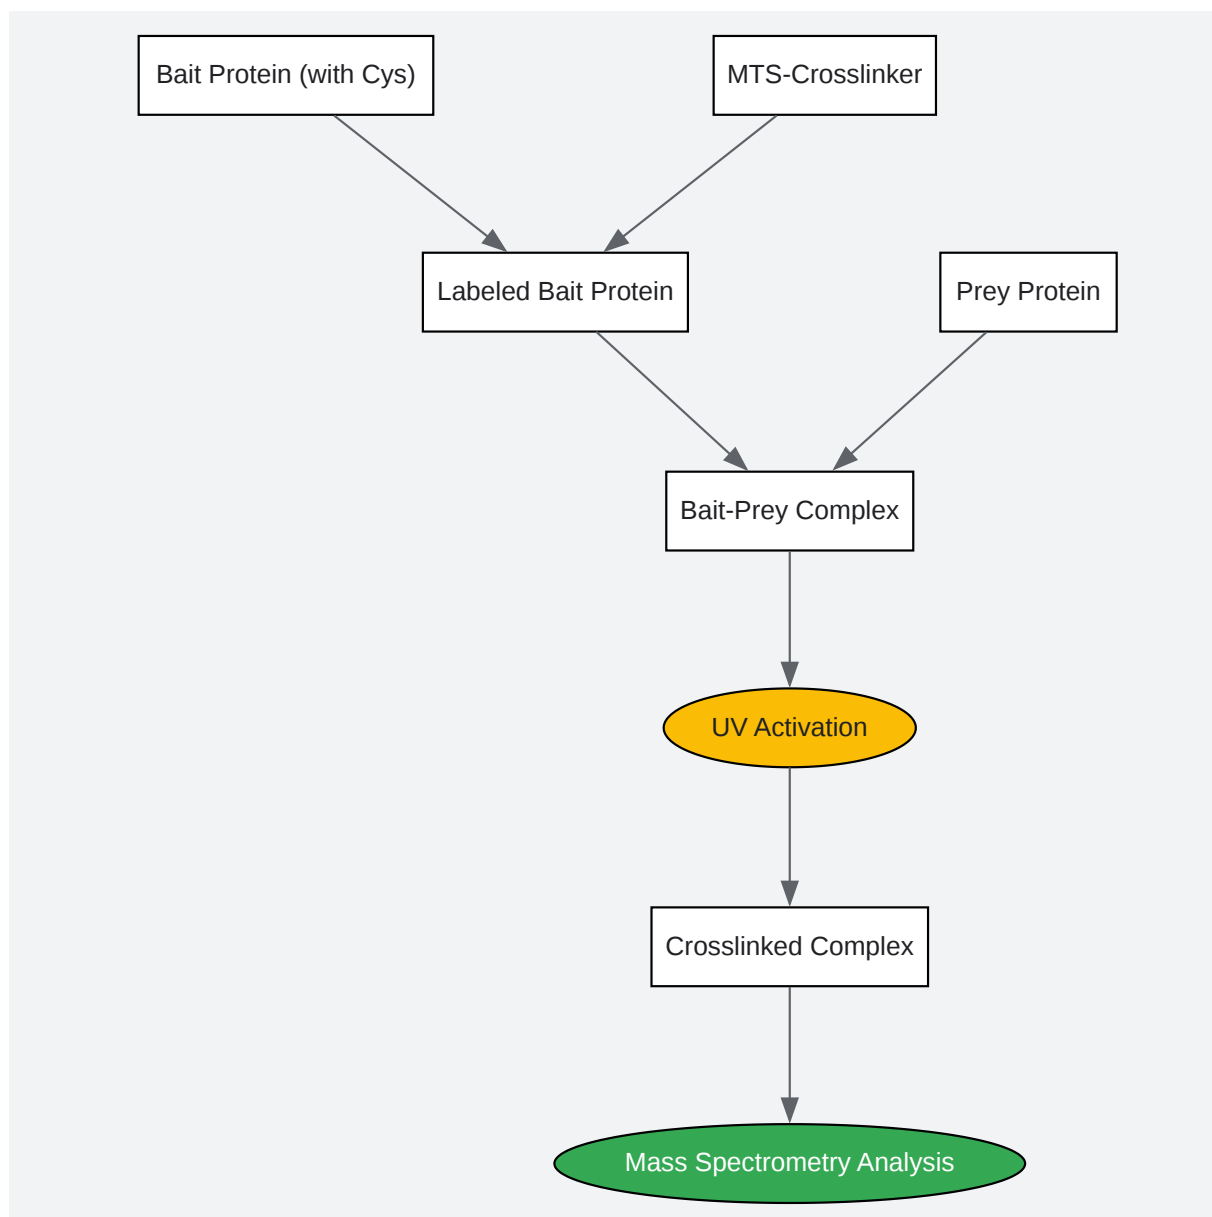 Bait Protein (with Cys)
MTS-Crosslinker
Labeled Bait Protein
Prey Protein
Bait-Prey Complex
UV Activation
Crosslinked Complex
Mass Spectrometry Analysis